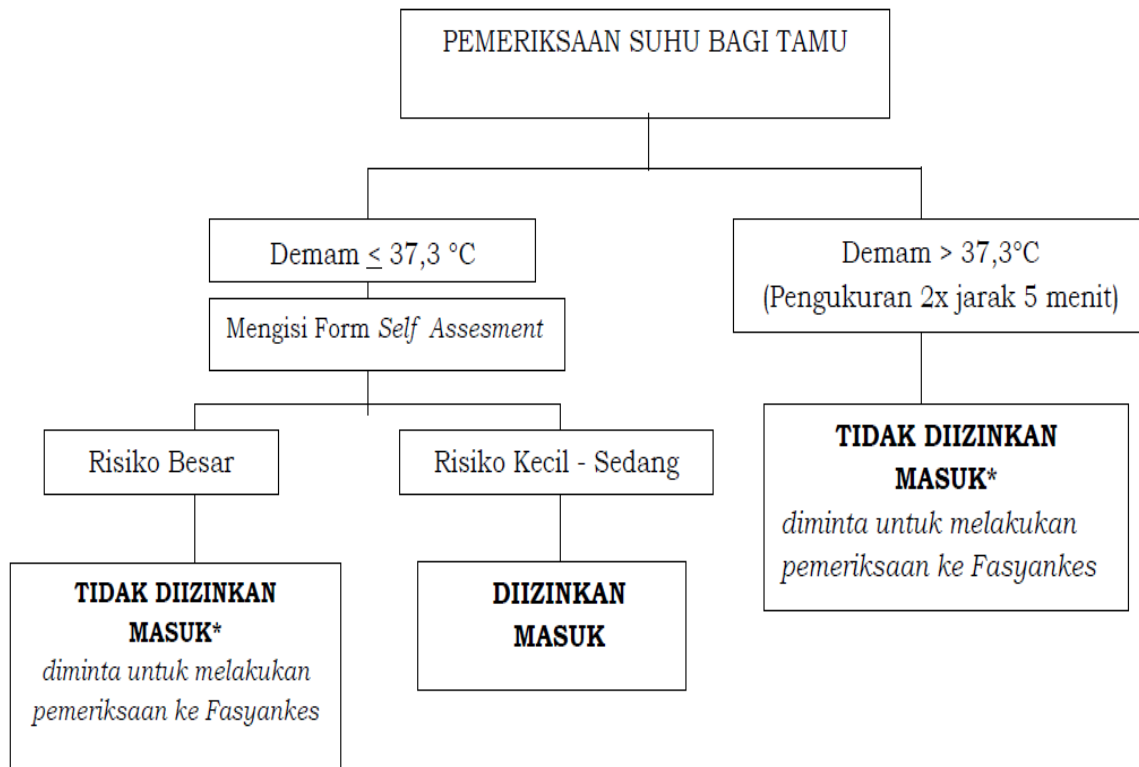 PEMERIKSAAN SUHU BAGI TAMU
Demam ≤ 37,3 °C
Demam > 37,3°C
(Pengukuran 2x jarak 5 menit)
Mengisi Form Self Assesment
Risiko Besar
Risiko Kecil - Sedang
TIDAK DIIZINKAN
MASUK*
diminta untuk melakukan
pemeriksaan ke Fasyankes
TIDAK DIIZINKAN
MASUK*
diminta untuk melakukan
pemeriksaan ke Fasyankes
DIIZINKAN
MASUK